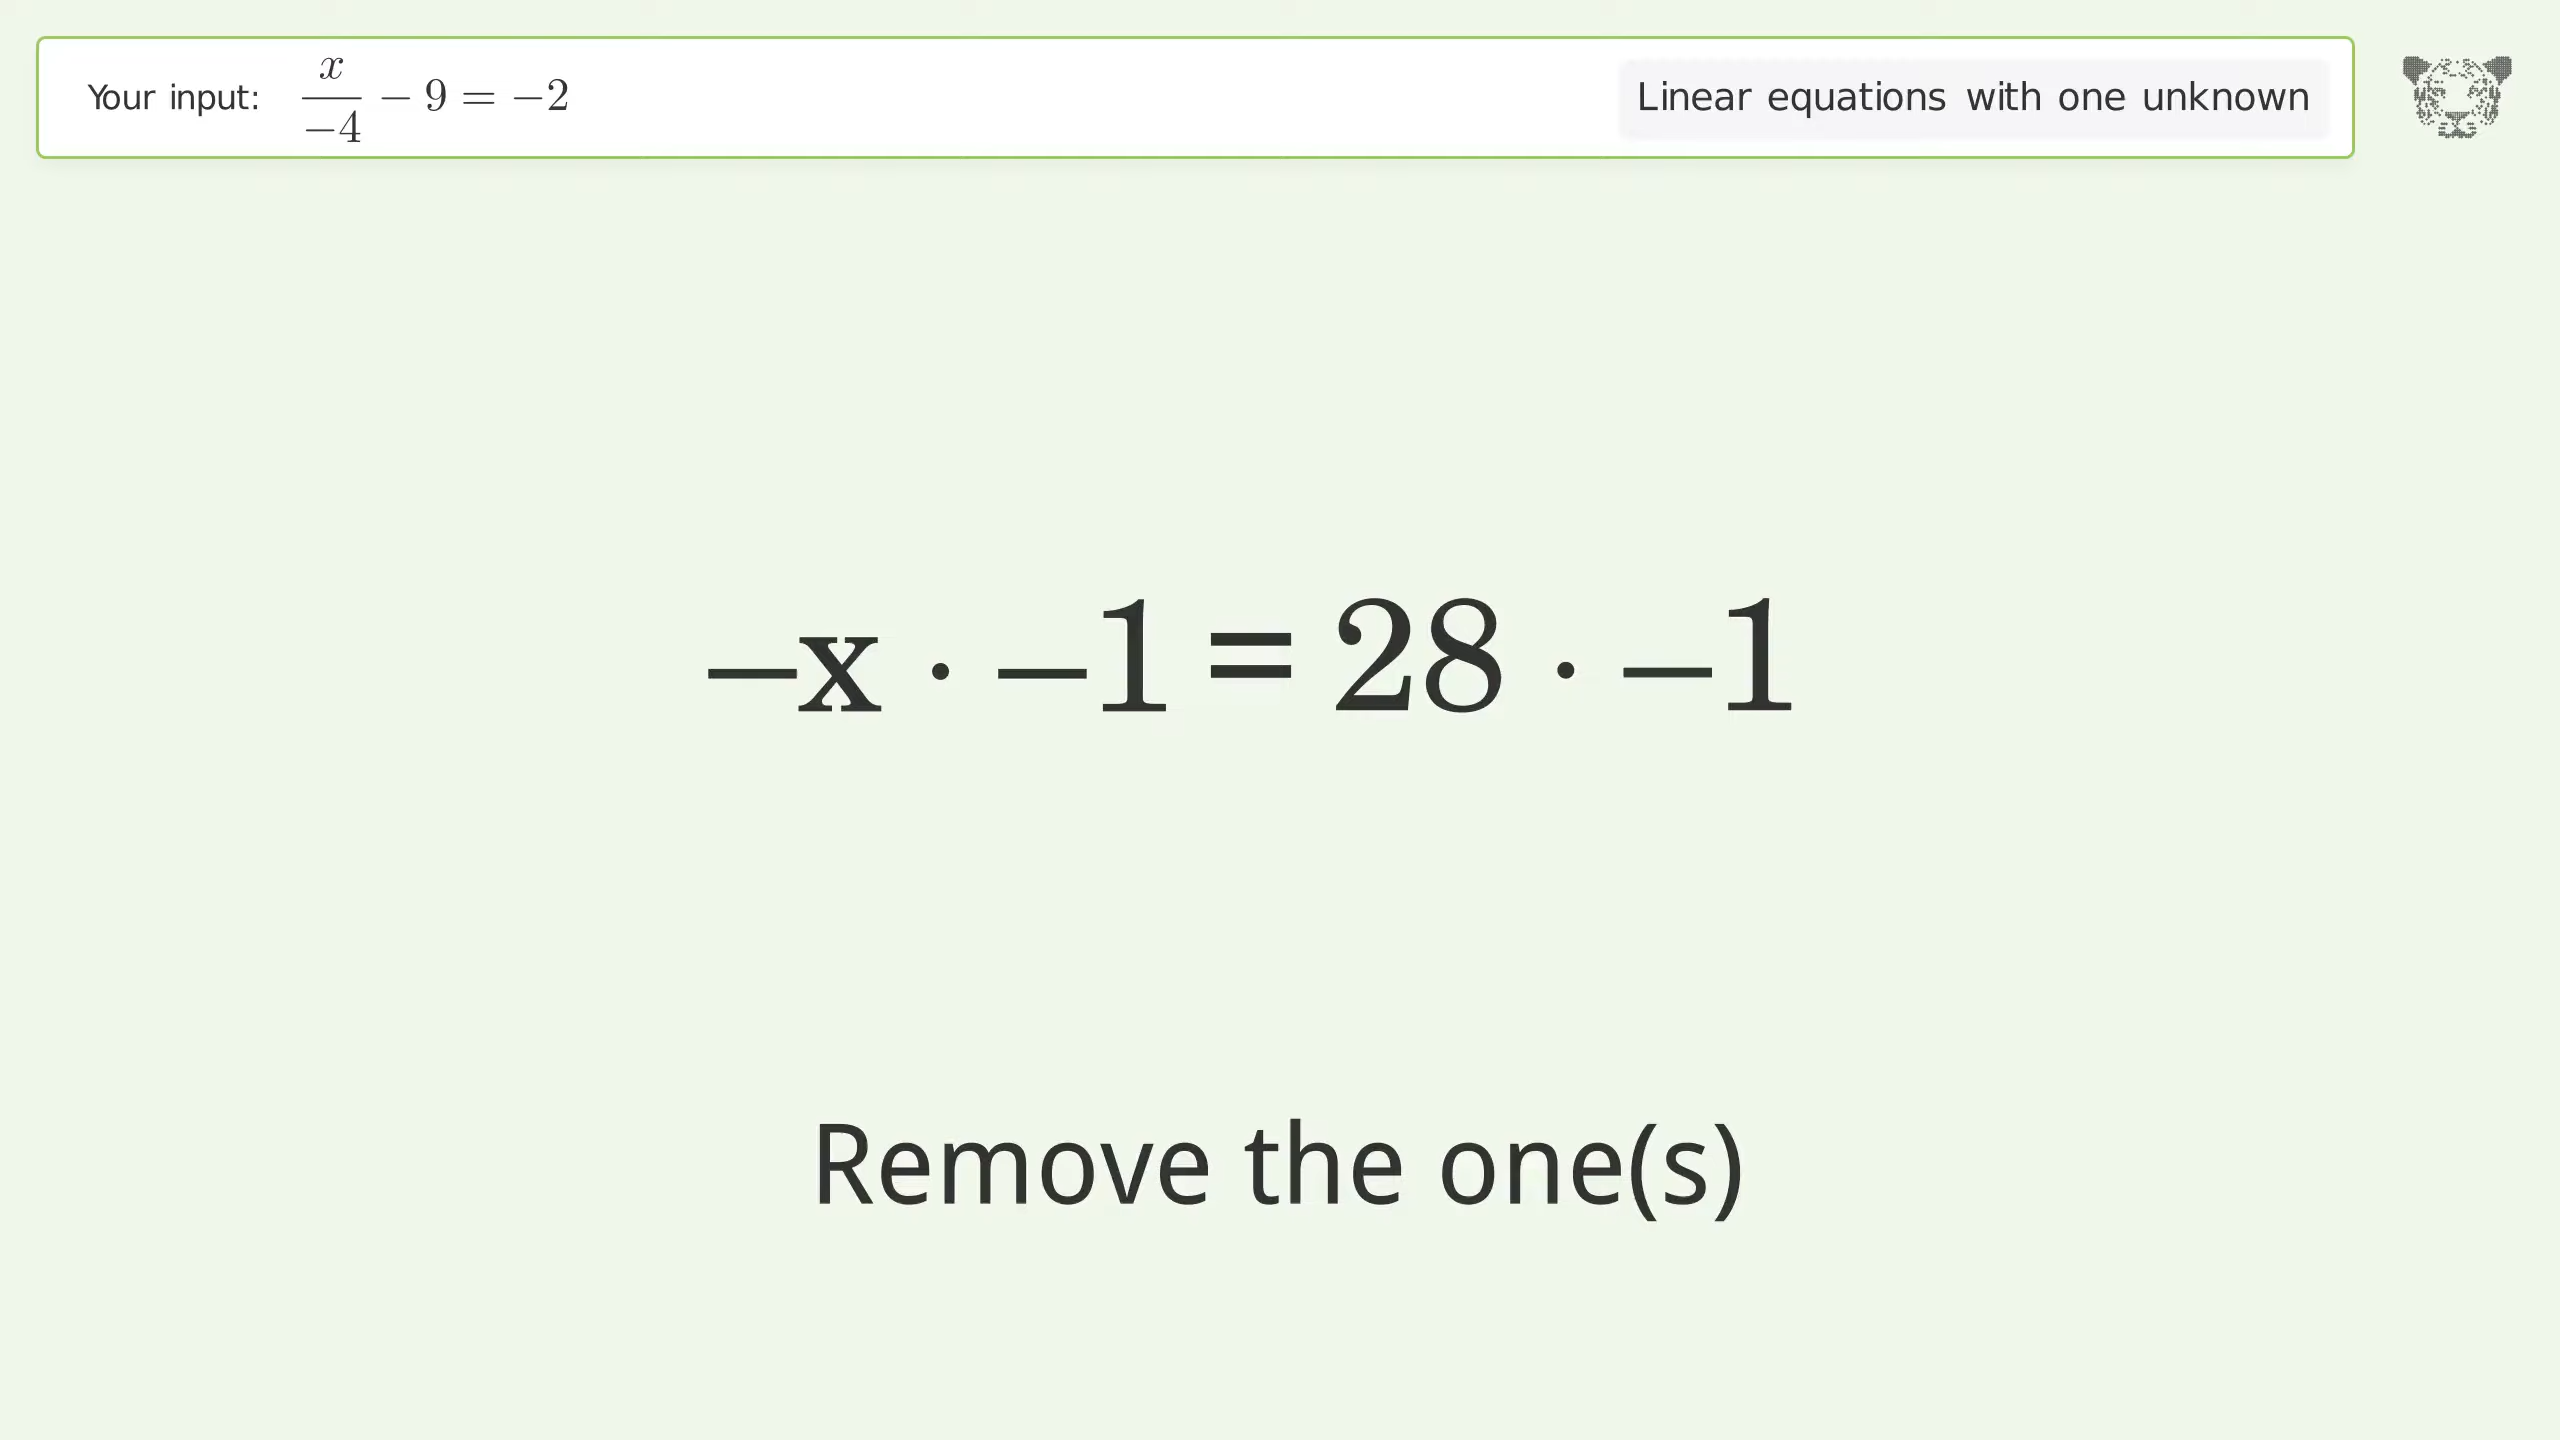 Your input: x/−4 − 9 = −2
Linear equations with one unknown
−x · −1 = 28 · −1
Remove the one(s)